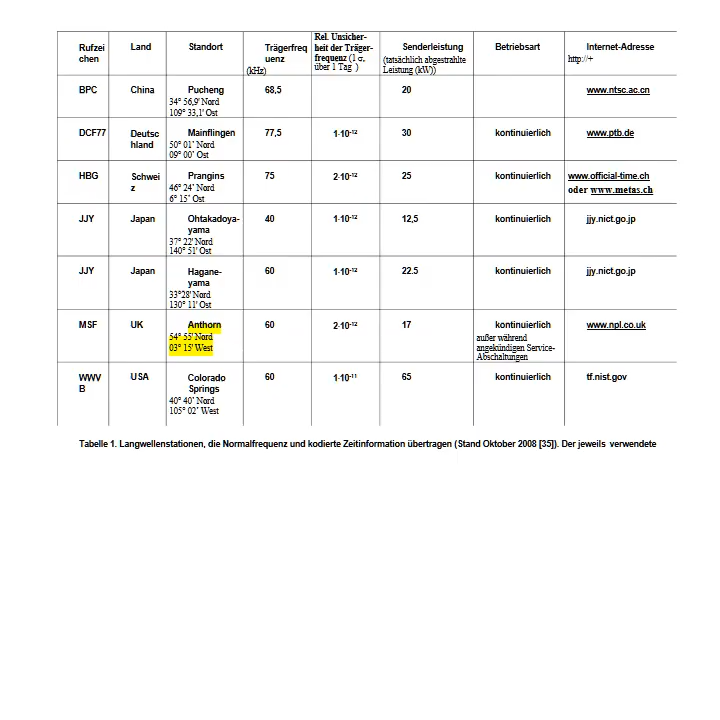 Rufzei
chen
Land
Standort
Trägerfreq
uenz
(kHz)
Rel. Unsicher-
heit der Träger-
frequenz (1 σ,
über 1 Tag )
Senderleistung
(tatsächlich abgestrahlte
Leistung (kW))
Betriebsart
Internet-Adresse
http://+
BPC
China
Pucheng
34° 56,9' Nord
109° 33,1' Ost
68,5
20
www.ntsc.ac.cn
DCF77
Deutsc
hland
Mainflingen
50° 01' Nord
09° 00' Ost
77,5
1·10-12
30
kontinuierlich
www.ptb.de
HBG
Schwei
z
Prangins
46° 24' Nord
6° 15' Ost
75
2·10-12
25
kontinuierlich
www.official-time.ch
oder www.metas.ch
JJY
Japan
Ohtakadoya-
yama
37° 22' Nord
140° 51' Ost
40
1·10-12
12,5
kontinuierlich
jjy.nict.go.jp
JJY
Japan
Hagane-
yama
33°28' Nord
130° 11' Ost
60
1·10-12
22.5
kontinuierlich
jjy.nict.go.jp
MSF
UK
Anthorn
54° 55' Nord
03° 15' West
60
2·10-12
17
kontinuierlich
außer während
angekündigen Service-
Abschaltungen
www.npl.co.uk
WWV
B
USA
Colorado
Springs
40° 40' Nord
105° 02' West
60
1·10-11
65
kontinuierlich
tf.nist.gov
Tabelle 1. Langwellenstationen, die Normalfrequenz und kodierte Zeitinformation übertragen (Stand Oktober 2008 [35]). Der jeweils verwendete